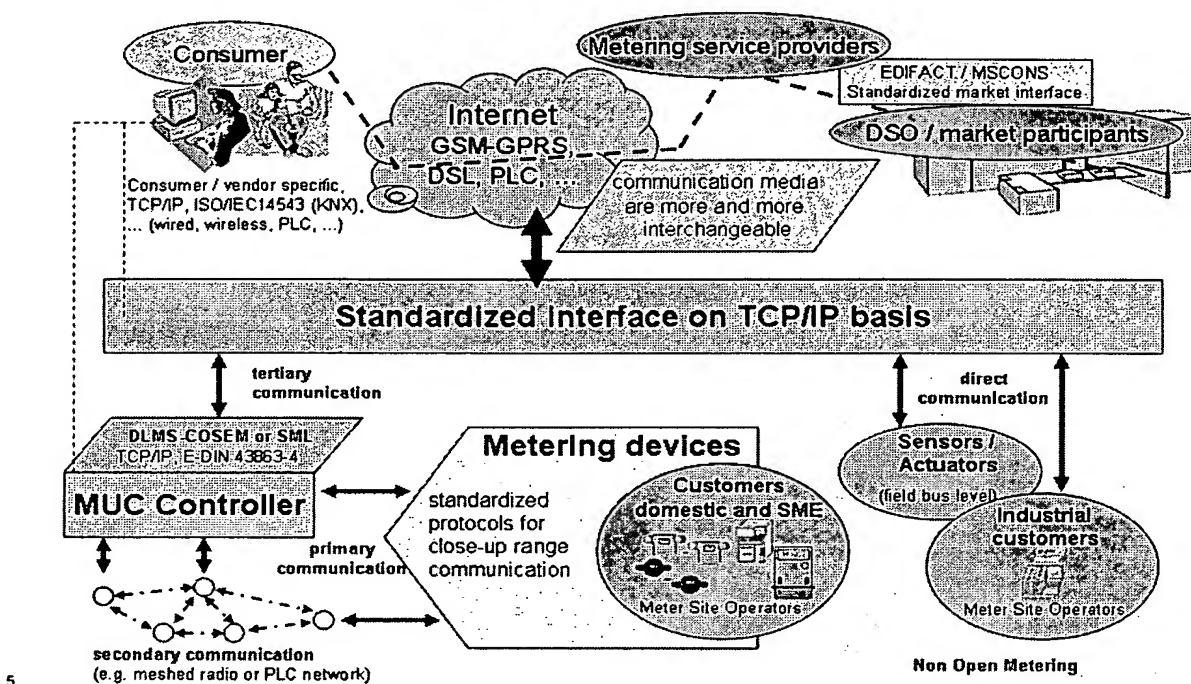 Consumer
Metering service providers
EDIFACT / MSCONS
Standardized market interface
Internet
GSM-GPRS,
DSL, PLC, ...
DSO / market participants
Consumer / vendor specific,
TCP/IP, ISO/IEC14543 (KNX),
... (wired, wireless, PLC, ...)
communication media
are more and more
interchangeable
Standardized Interface on TCP/IP basis
tertiary
communication
direct
communication
DLMS-COSEM or SML
TCP/IP, E-DIN 43863-4
MUC Controller
Metering devices
standardized
protocols for
close-up range
communication
Customers
domestic and SME
Meter Site Operators
Sensors /
Actuators
(field bus level)
Industrial
customers
Meter Site Operators
primary
communication
secondary communication
(e.g. meshed radio or PLC network)
Non Open Metering
5